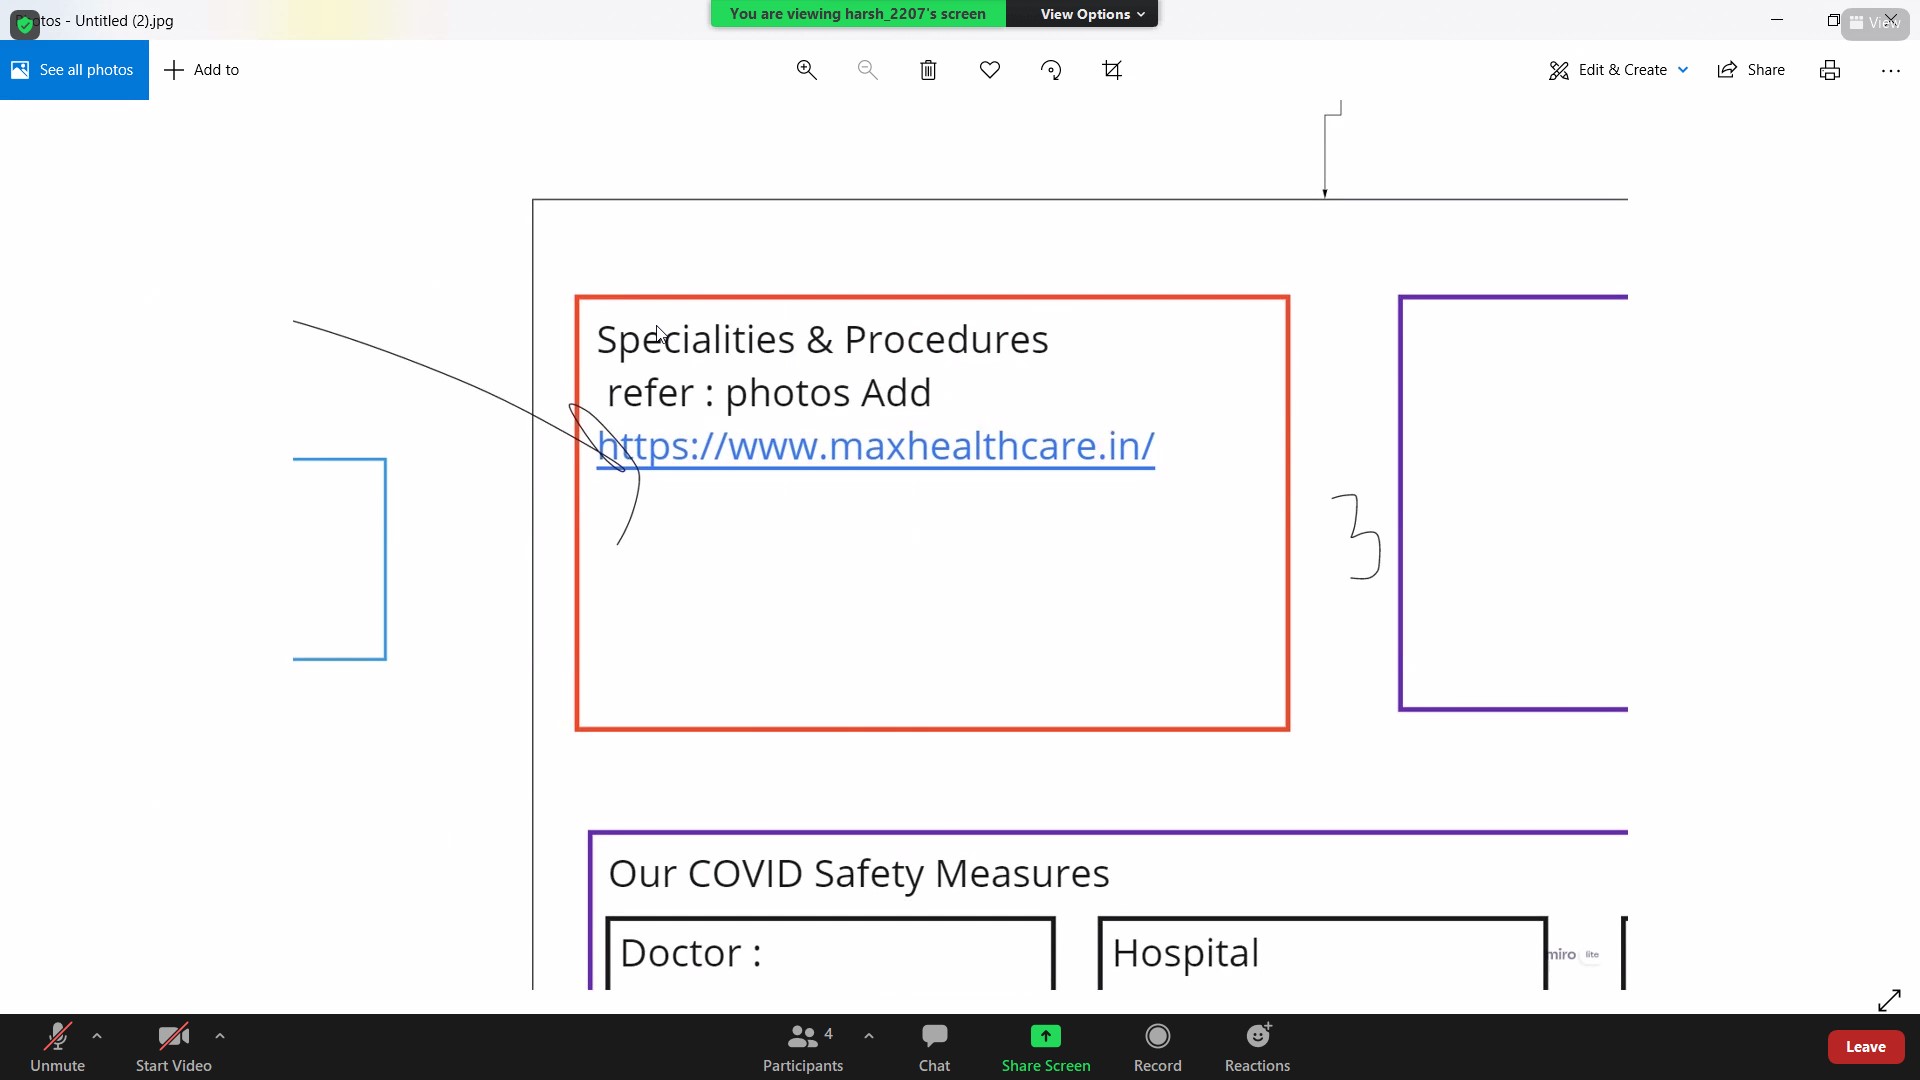 Photos - Untitled (2).jpg
You are viewing harsh_2207's screen
View Options
View
See all photos
Add to
Edit & Create
Share
Specialities & Procedures
refer : photos Add
https://www.maxhealthcare.in/
3
Our COVID Safety Measures
Doctor :
Hospital
miro lite
Unmute
Start Video
4
Participants
Chat
Share Screen
Record
Reactions
Leave